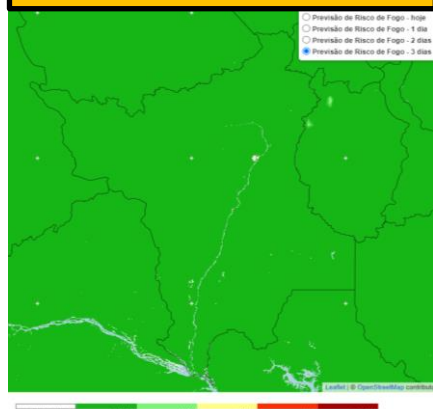 Previsão de Risco de Fogo - hoje
Previsão de Risco de Fogo - 1 dia
Previsão de Risco de Fogo - 2 dias
Previsão de Risco de Fogo - 3 dias
Leaflet | © OpenStreetMap contribut